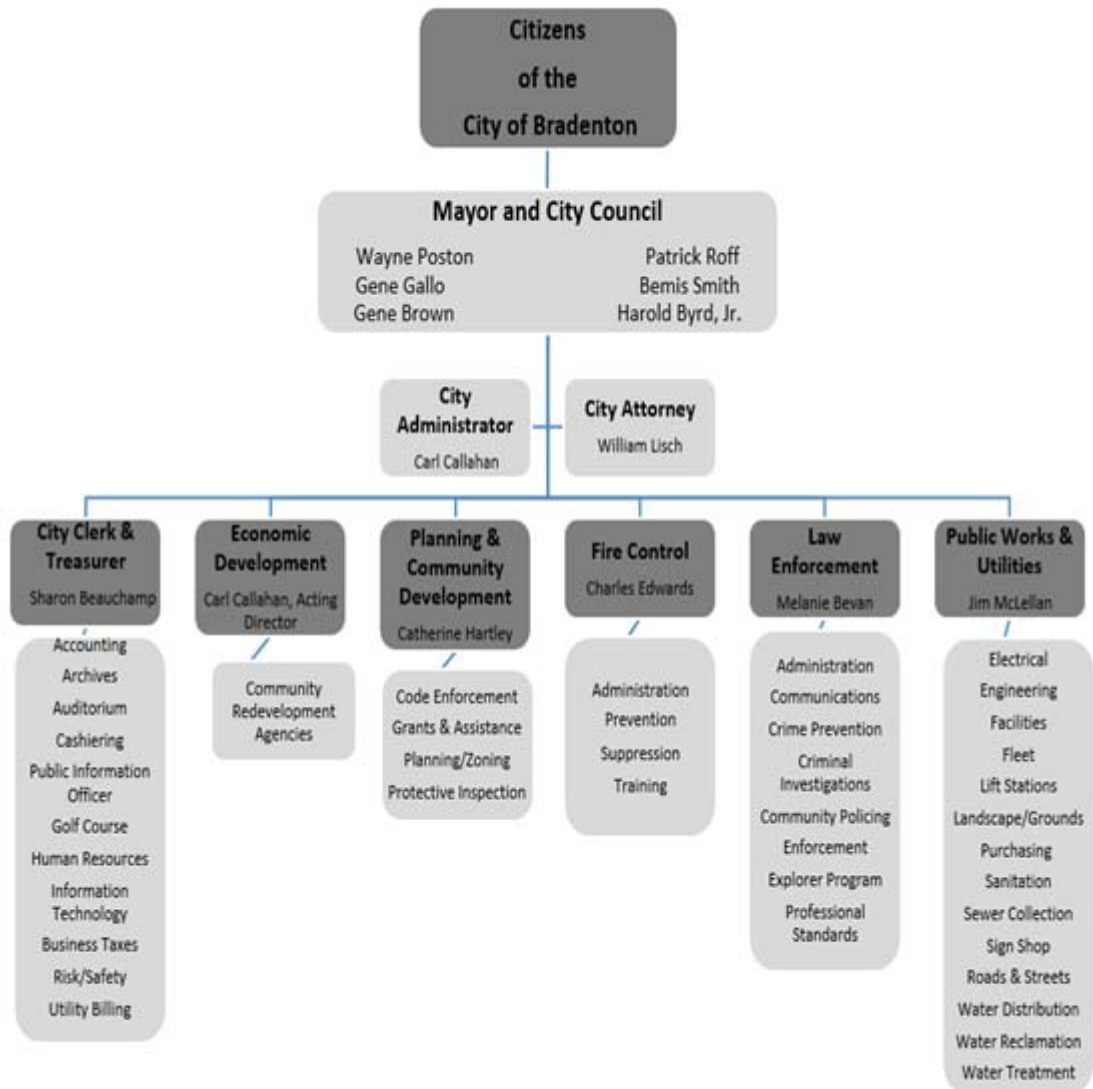 Citizens
of the
City of Bradenton
Mayor and City Council
Wayne Poston
Patrick Roff
Gene Gallo
Bemis Smith
Gene Brown
Harold Byrd, Jr.
City
Administrator
Carl Callahan
City Attorney
William Lisch
City Clerk &
Treasurer
Sharon Beauchamp
Accounting
Archives
Auditorium
Cashiering
Public Information
Officer
Golf Course
Human Resources
Information
Technology
Business Taxes
Risk/Safety
Utility Billing
Economic
Development
Carl Callahan, Acting
Director
Community
Redevelopment
Agencies
Planning &
Community
Development
Catherine Hartley
Code Enforcement
Grants & Assistance
Planning/Zoning
Protective Inspection
Fire Control
Charles Edwards
Administration
Prevention
Suppression
Training
Law
Enforcement
Melanie Bevan
Administration
Communications
Crime Prevention
Criminal
Investigations
Community Policing
Enforcement
Explorer Program
Professional
Standards
Public Works &
Utilities
Jim McLellan
Electrical
Engineering
Facilities
Fleet
Lift Stations
Landscape/Grounds
Purchasing
Sanitation
Sewer Collection
Sign Shop
Roads & Streets
Water Distribution
Water Reclamation
Water Treatment